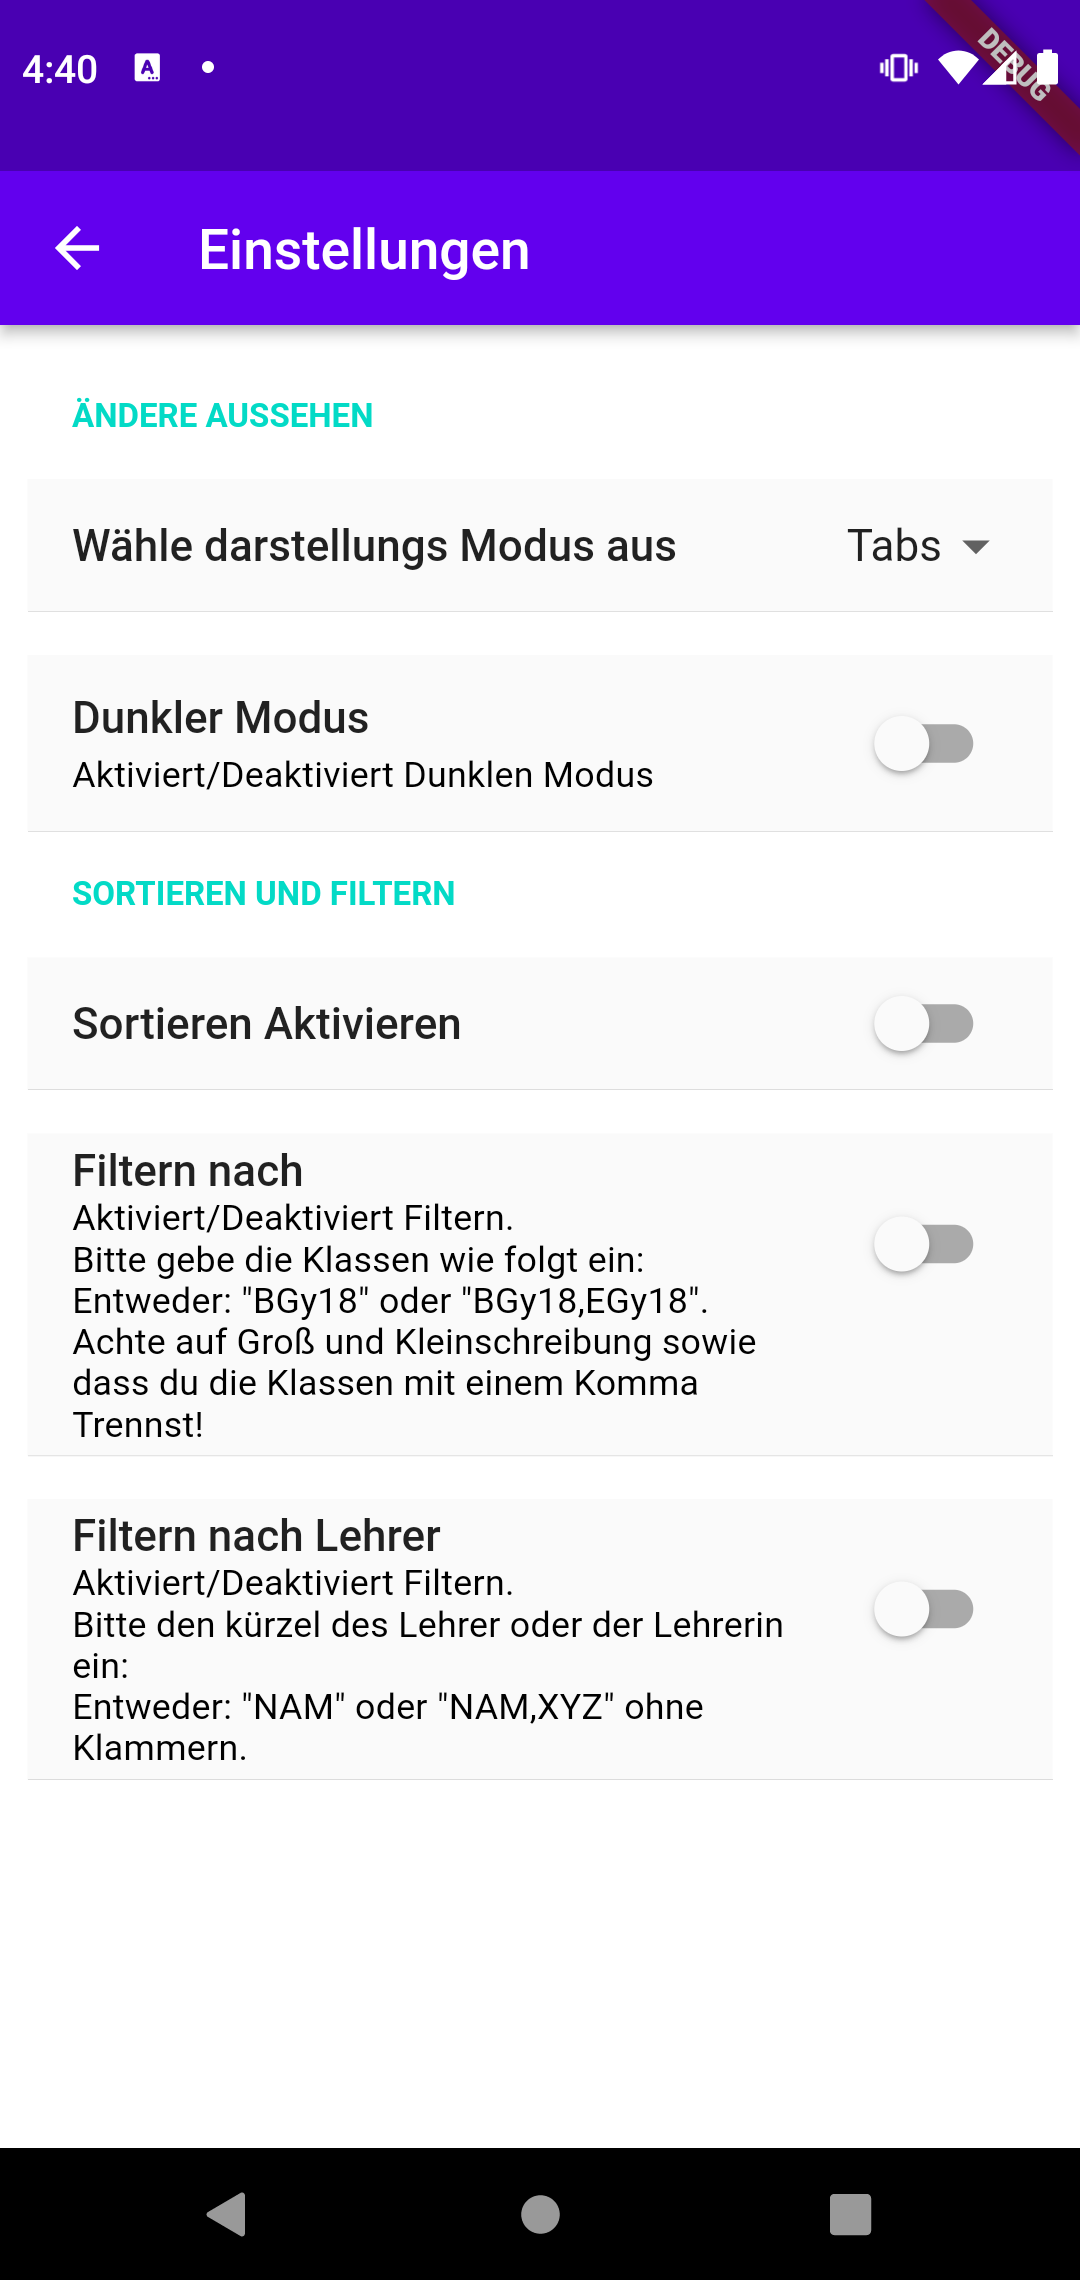 4:40
DEBUG
Einstellungen
ÄNDERE AUSSEHEN
Wähle darstellungs Modus aus
Tabs
Dunkler Modus
Aktiviert/Deaktiviert Dunklen Modus
SORTIEREN UND FILTERN
Sortieren Aktivieren
Filtern nach
Aktiviert/Deaktiviert Filtern.
Bitte gebe die Klassen wie folgt ein:
Entweder: "BGy18" oder "BGy18,EGy18".
Achte auf Groß und Kleinschreibung sowie
dass du die Klassen mit einem Komma
Trennst!
Filtern nach Lehrer
Aktiviert/Deaktiviert Filtern.
Bitte den kürzel des Lehrer oder der Lehrerin
ein:
Entweder: "NAM" oder "NAM,XYZ" ohne
Klammern.